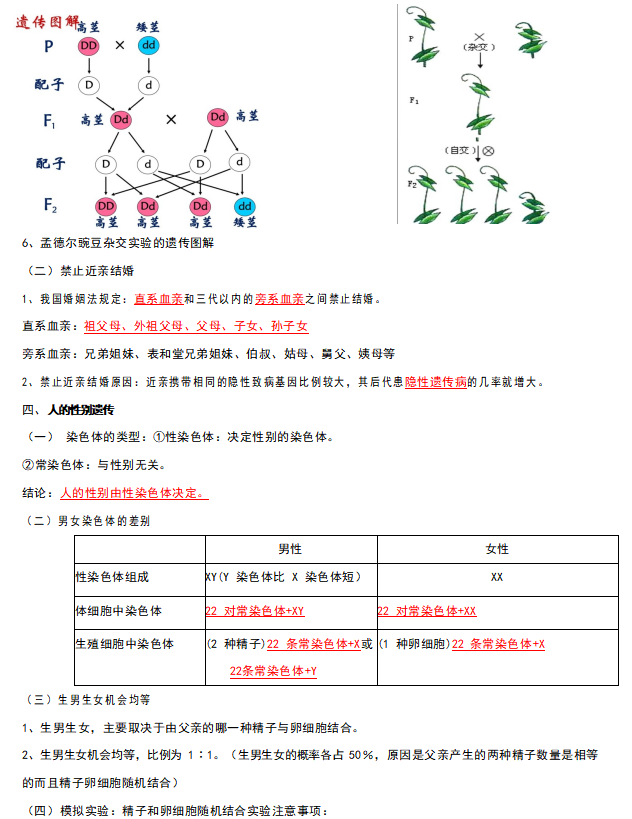 遗传图解
高茎 矮茎
P DD × dd
配子 D d
F1 高茎 Dd × Dd 高茎
配子 D d D d
F2 DD Dd Dd dd
高茎 高茎 高茎 矮茎
P × (杂交)
F1
(自交) ⊗
F2
6、孟德尔豌豆杂交实验的遗传图解
（二）禁止近亲结婚
1、我国婚姻法规定：直系血亲和三代以内的旁系血亲之间禁止结婚。
直系血亲：祖父母、外祖父母、父母、子女、孙子女
旁系血亲：兄弟姐妹、表和堂兄弟姐妹、伯叔、姑母、舅父、姨母等
2、禁止近亲结婚原因：近亲携带相同的隐性致病基因比例较大，其后代患隐性遗传病的几率就增大。
四、人的性别遗传
（一） 染色体的类型：①性染色体：决定性别的染色体。
②常染色体：与性别无关。
结论：人的性别由性染色体决定。
（二）男女染色体的差别
男性 女性
性染色体组成 XY(Y 染色体比 X 染色体短） XX
体细胞中染色体 22 对常染色体+XY 22 对常染色体+XX
生殖细胞中染色体 (2 种精子)22 条常染色体+X或 (1 种卵细胞)22 条常染色体+X
22条常染色体+Y
（三）生男生女机会均等
1、生男生女，主要取决于由父亲的哪一种精子与卵细胞结合。
2、生男生女机会均等，比例为 1∶1。（生男生女的概率各占 50％，原因是父亲产生的两种精子数量是相等
的而且精子卵细胞随机结合）
（四）模拟实验：精子和卵细胞随机结合实验注意事项：